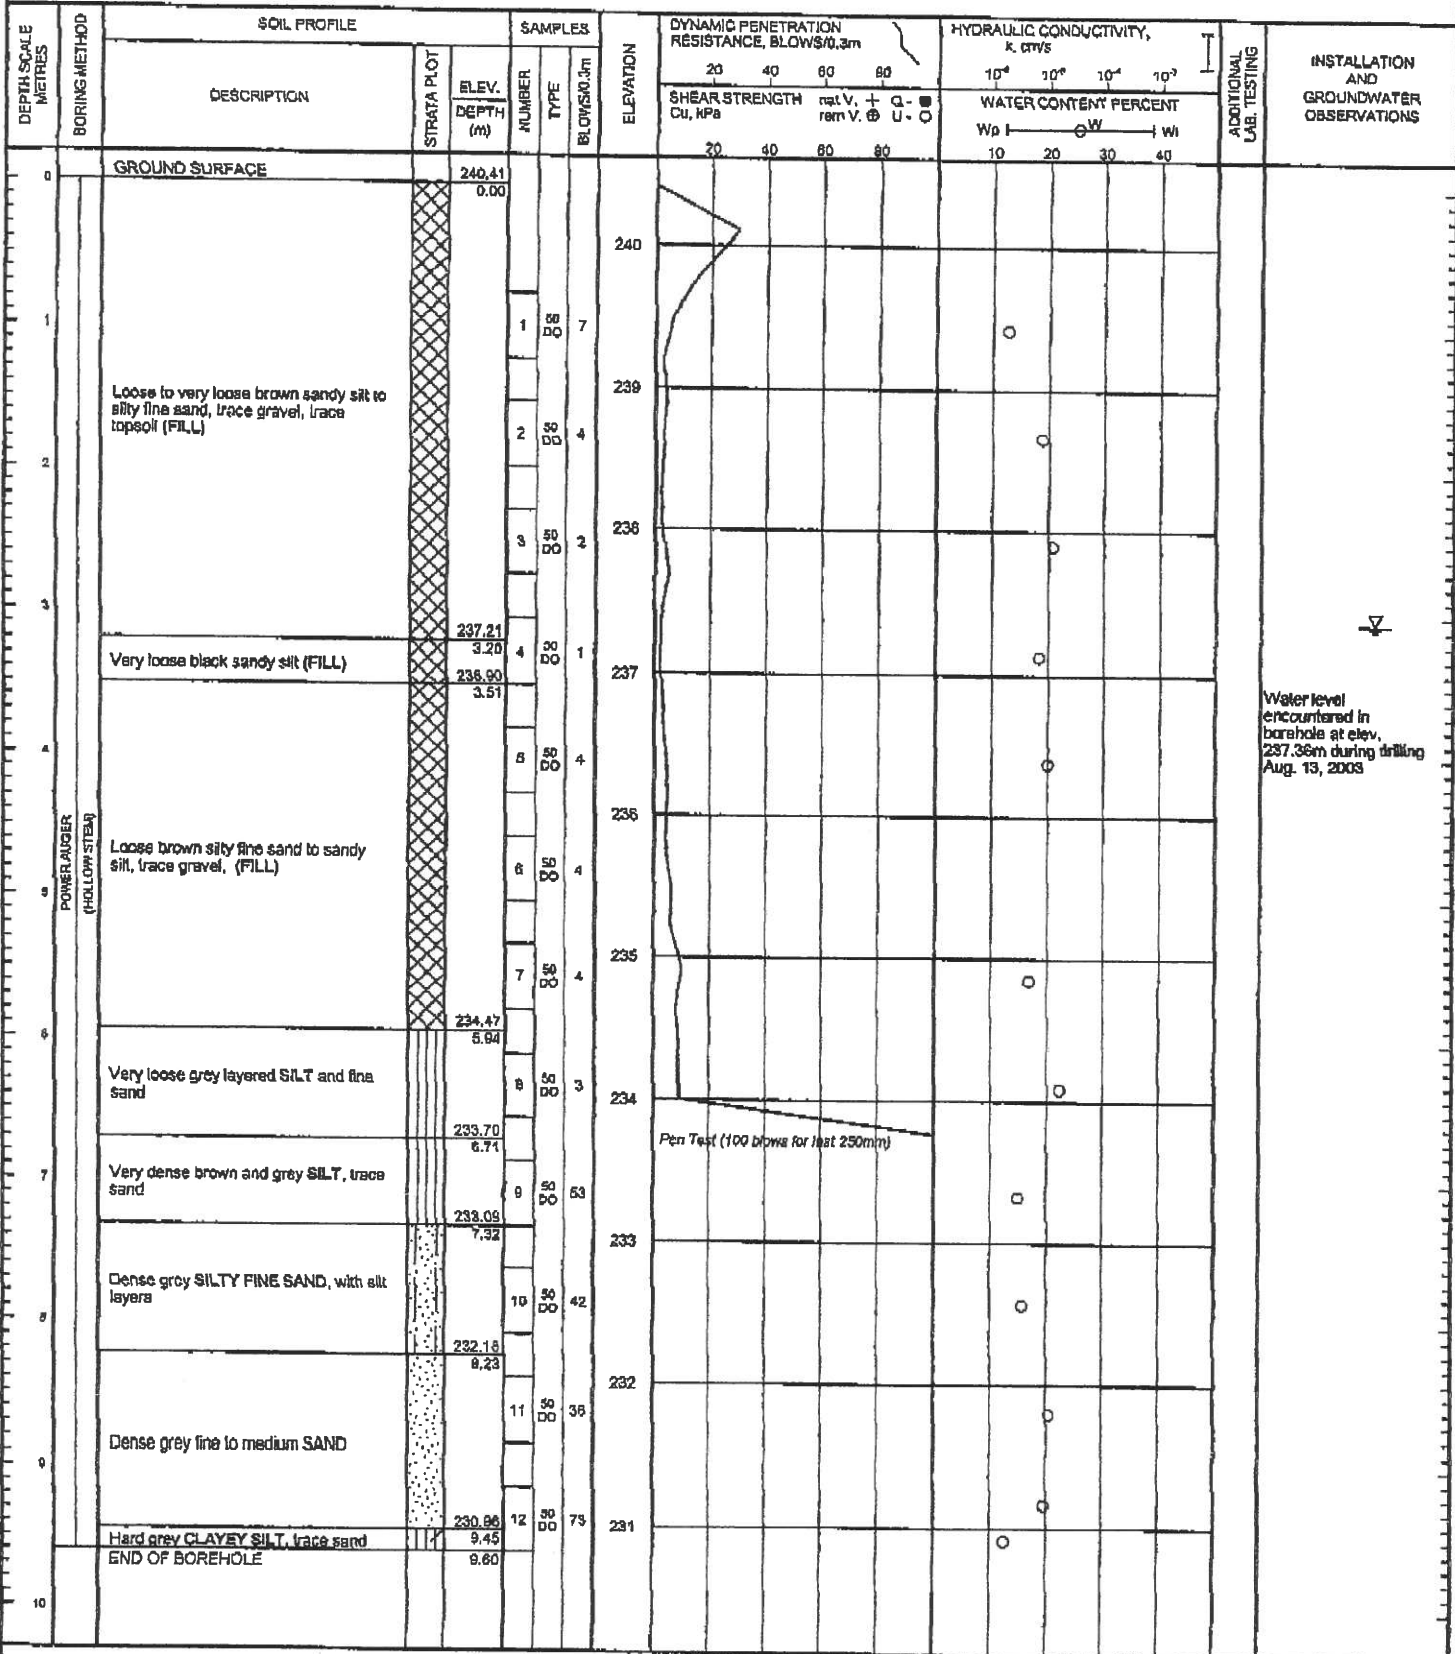 DEPTH SCALE
METRES
BORING METHOD
SOIL PROFILE
DESCRIPTION
STRATA PLOT
ELEV.
DEPTH
(m)
SAMPLES
NUMBER
TYPE
BLOWS/0.3m
ELEVATION
DYNAMIC PENETRATION
RESISTANCE, BLOWS/0.3m
20 40 60 80
SHEAR STRENGTH nat V. + Q - ■
Cu, kPa rem V. ⊕ U - O
20 40 60 80
HYDRAULIC CONDUCTIVITY,
k, cm/s
WATER CONTENT PERCENT
Wp W Wl
10 20 30 40
ADDITIONAL
LAB. TESTING
INSTALLATION
AND
GROUNDWATER
OBSERVATIONS
0
GROUND SURFACE
240.41
0.00
240
1
1 50 DO 7
239
Loose to very loose brown sandy silt to
silty fine sand, trace gravel, trace
topsoil (FILL)
2 50 DO 4
2
238
3 50 DO 2
3
237.21
3.20
Very loose black sandy silt (FILL)
4 50 DO 1
237
236.90
3.51
Water level
encountered in
borehole at elev.
237.36m during drilling
Aug. 13, 2003
4
5 50 DO 4
236
POWER AUGER
(HOLLOW STEM)
Loose brown silty fine sand to sandy
silt, trace gravel, (FILL)
6 50 DO 4
5
235
7 50 DO 4
234.47
5.94
6
Very loose grey layered SILT and fine
sand
8 50 DO 3
234
233.70
6.71
Pen Test (100 blows for last 250mm)
7
Very dense brown and grey SILT, trace
sand
9 50 DO 53
233.09
7.32
233
Dense grey SILTY FINE SAND, with silt
layers
10 50 DO 42
8
232.18
8.23
232
11 50 DO 36
Dense grey fine to medium SAND
9
12 50 DO 73
231
230.96
9.45
Hard grey CLAYEY SILT, trace sand
END OF BOREHOLE
9.60
10